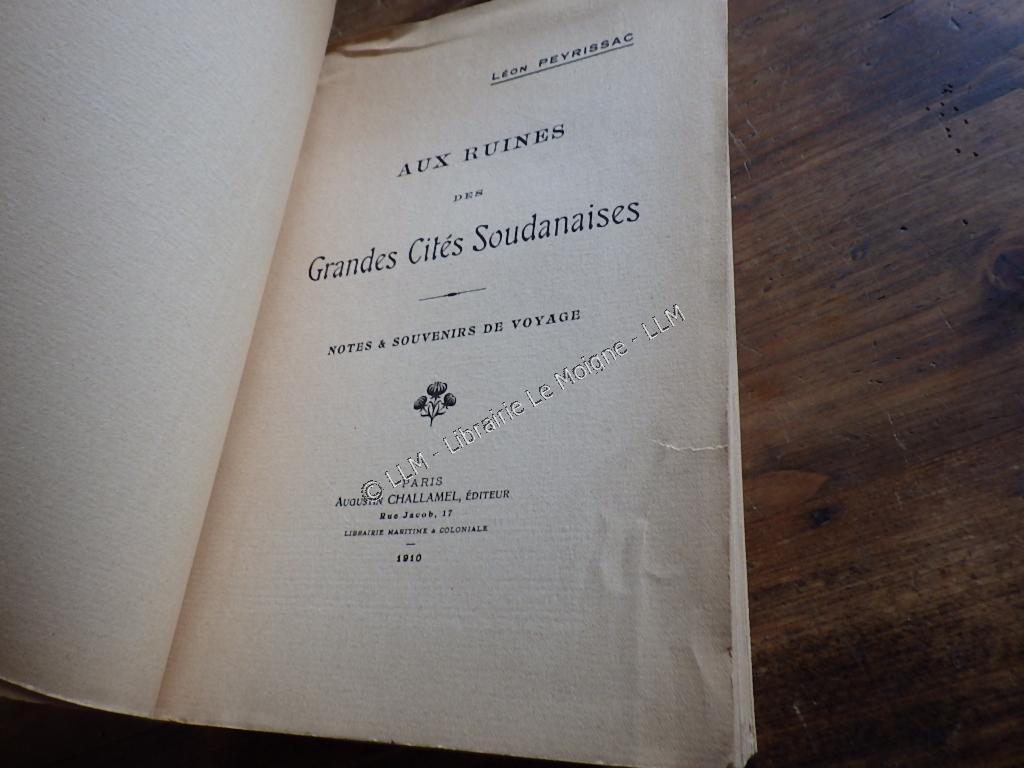 LÉON PEYRISSAC
AUX RUINES
DES
Grandes Cités Soudanaises
NOTES & SOUVENIRS DE VOYAGE
© LLM - Librairie Le Moigne - LLM
PARIS
AUGUSTIN CHALLAMEL, ÉDITEUR
Rue Jacob, 17
LIBRAIRIE MARITIME & COLONIALE
1910